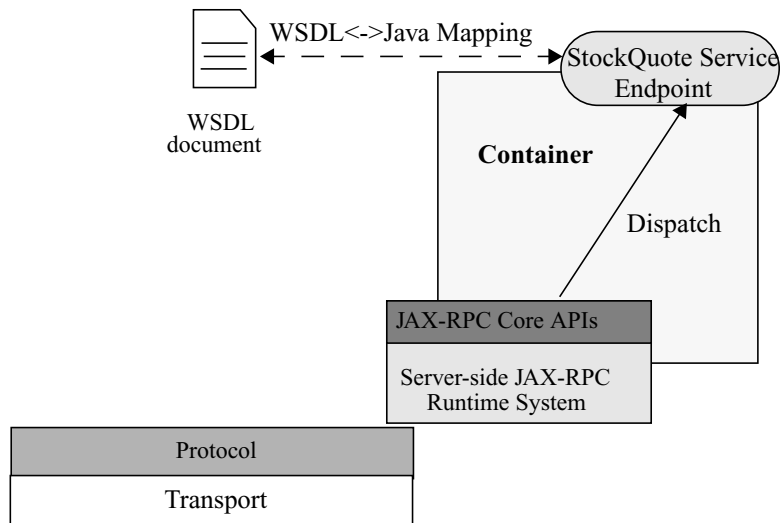 WSDL<->Java Mapping
StockQuote Service
Endpoint
WSDL
document
Container
Dispatch
JAX-RPC Core APIs
Server-side JAX-RPC
Runtime System
Protocol
Transport